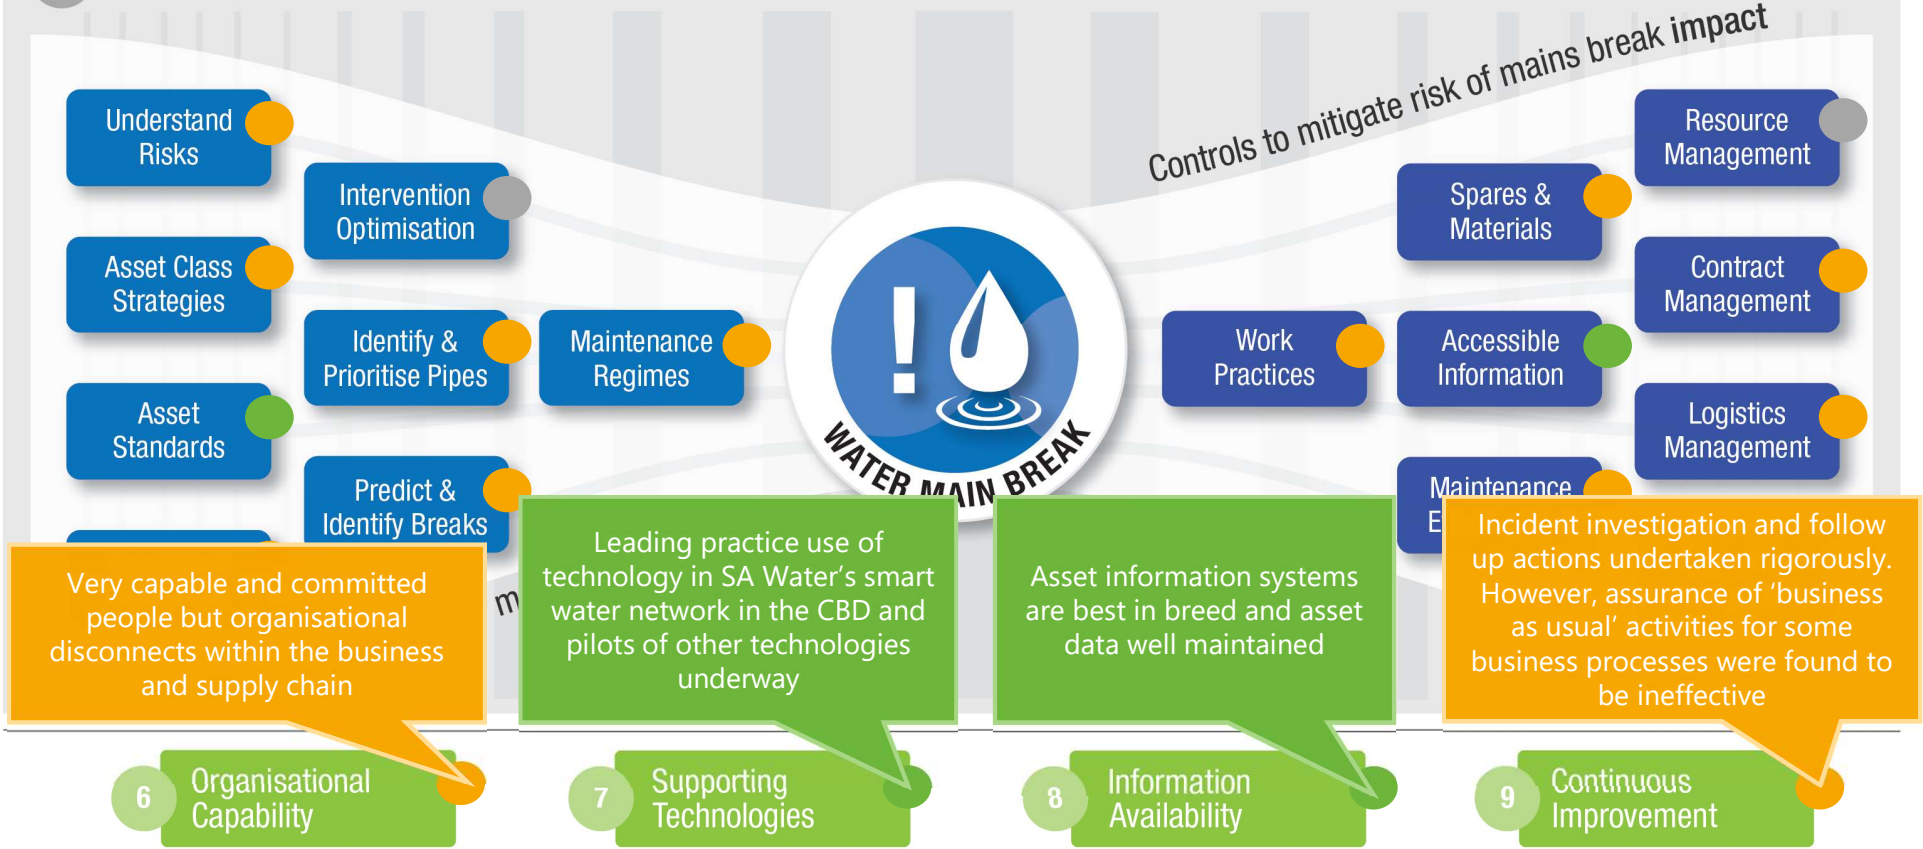 Controls to mitigate risk of mains break impact
Understand
Risks
Intervention
Optimisation
Asset Class
Strategies
Identify &
Prioritise Pipes
Maintenance
Regimes
Asset
Standards
Predict &
Identify Breaks
WATER MAIN BREAK
Resource
Management
Spares &
Materials
Contract
Management
Work
Practices
Accessible
Information
Logistics
Management
Maintenance
Very capable and committed
people but organisational
disconnects within the business
and supply chain
Leading practice use of
technology in SA Water’s smart
water network in the CBD and
pilots of other technologies
underway
Asset information systems
are best in breed and asset
data well maintained
Incident investigation and follow
up actions undertaken rigorously.
However, assurance of ‘business
as usual’ activities for some
business processes were found to
be ineffective
6
Organisational
Capability
7
Supporting
Technologies
8
Information
Availability
9
Continuous
Improvement